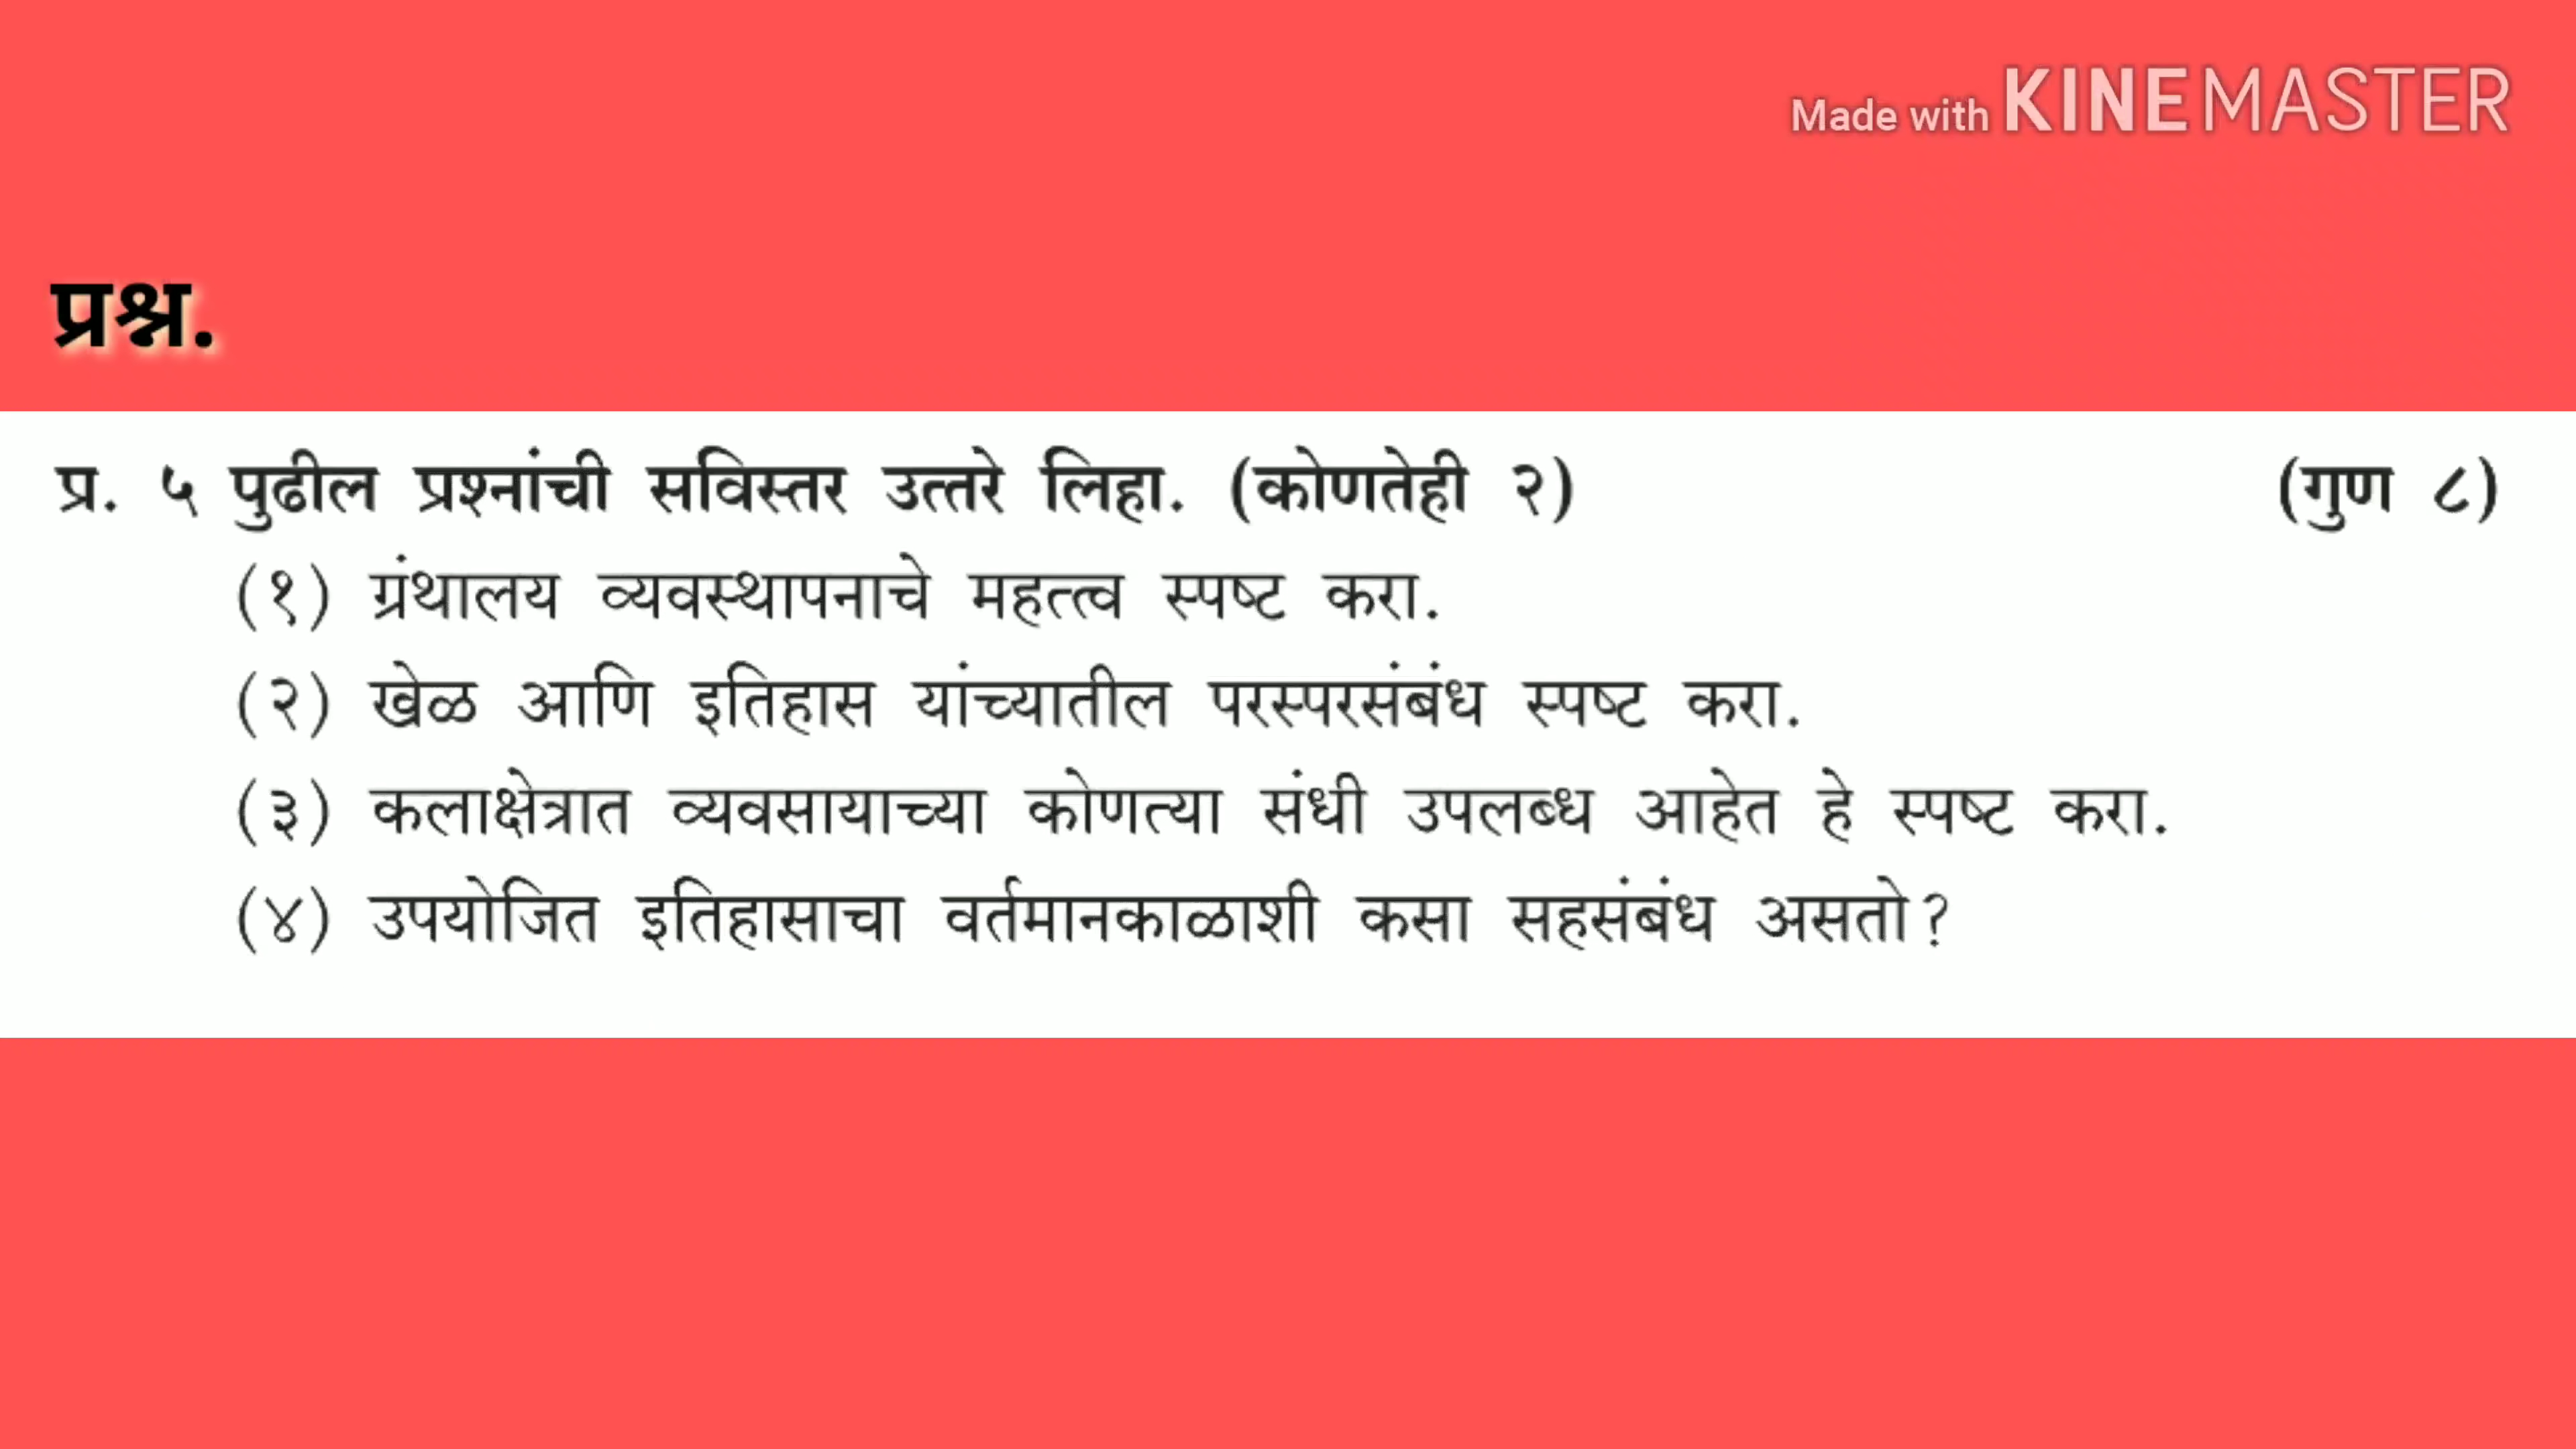 Made with KINEMASTER
प्रश्न.
प्र. ५ पुढील प्रश्नांची सविस्तर उत्तरे लिहा. (कोणतेही २) (गुण ८)
(१) ग्रंथालय व्यवस्थापनाचे महत्त्व स्पष्ट करा.
(२) खेळ आणि इतिहास यांच्यातील परस्परसंबंध स्पष्ट करा.
(३) कलाक्षेत्रात व्यवसायाच्या कोणत्या संधी उपलब्ध आहेत हे स्पष्ट करा.
(४) उपयोजित इतिहासाचा वर्तमानकाळाशी कसा सहसंबंध असतो?